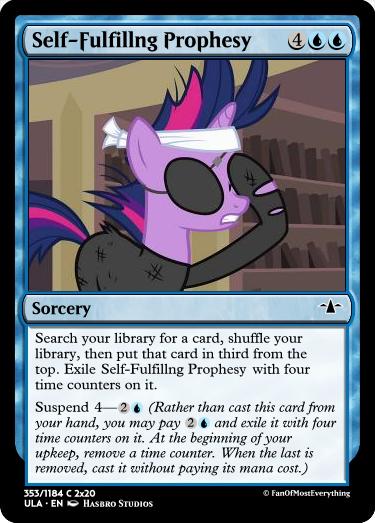 Self-Fulfillng Prophesy 4
Sorcery
Search your library for a card, shuffle your
library, then put that card in third from the
top. Exile Self-Fulfillng Prophesy with four
time counters on it.
Suspend 4—2 (Rather than cast this card from
your hand, you may pay 2 and exile it with four
time counters on it. At the beginning of your
upkeep, remove a time counter. When the last is
removed, cast it without paying its mana cost.)
353/1184 C 2x20
ULA • EN Hasbro Studios
© FanOfMostEverything